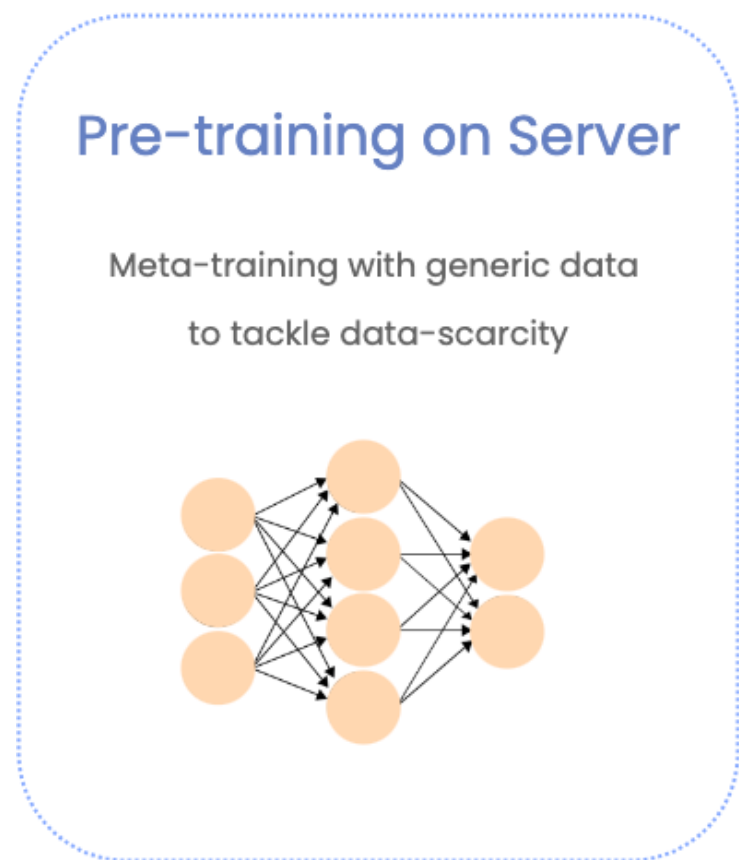 Pre-training on Server
Meta-training with generic data
to tackle data-scarcity